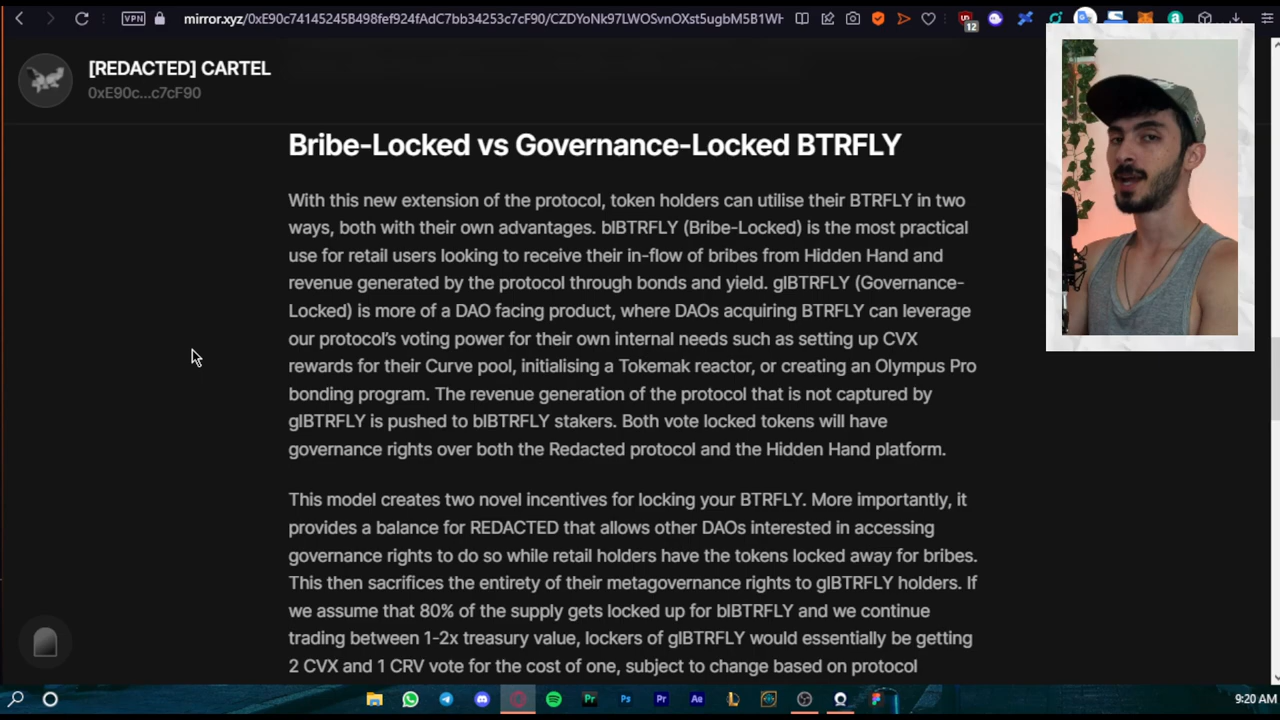 VPN
mirror.xyz/0xE90c74145245B498fef924fAdC7bb34253c7cF90/CZDYoNk97LWOSvnOXst5ugbM5B1WH
12
[REDACTED] CARTEL
0xE90c...c7cF90
Bribe-Locked vs Governance-Locked BTRFLY
With this new extension of the protocol, token holders can utilise their BTRFLY in two
ways, both with their own advantages. blBTRFLY (Bribe-Locked) is the most practical
use for retail users looking to receive their in-flow of bribes from Hidden Hand and
revenue generated by the protocol through bonds and yield. glBTRFLY (Governance-
Locked) is more of a DAO facing product, where DAOs acquiring BTRFLY can leverage
our protocol's voting power for their own internal needs such as setting up CVX
rewards for their Curve pool, initialising a Tokemak reactor, or creating an Olympus Pro
bonding program. The revenue generation of the protocol that is not captured by
glBTRFLY is pushed to blBTRFLY stakers. Both vote locked tokens will have
governance rights over both the Redacted protocol and the Hidden Hand platform.
This model creates two novel incentives for locking your BTRFLY. More importantly, it
provides a balance for REDACTED that allows other DAOs interested in accessing
governance rights to do so while retail holders have the tokens locked away for bribes.
This then sacrifices the entirety of their metagovernance rights to glBTRFLY holders. If
we assume that 80% of the supply gets locked up for blBTRFLY and we continue
trading between 1-2x treasury value, lockers of glBTRFLY would essentially be getting
2 CVX and 1 CRV vote for the cost of one, subject to change based on protocol
Pr
Ps
Pr
Ae
9:20 AM